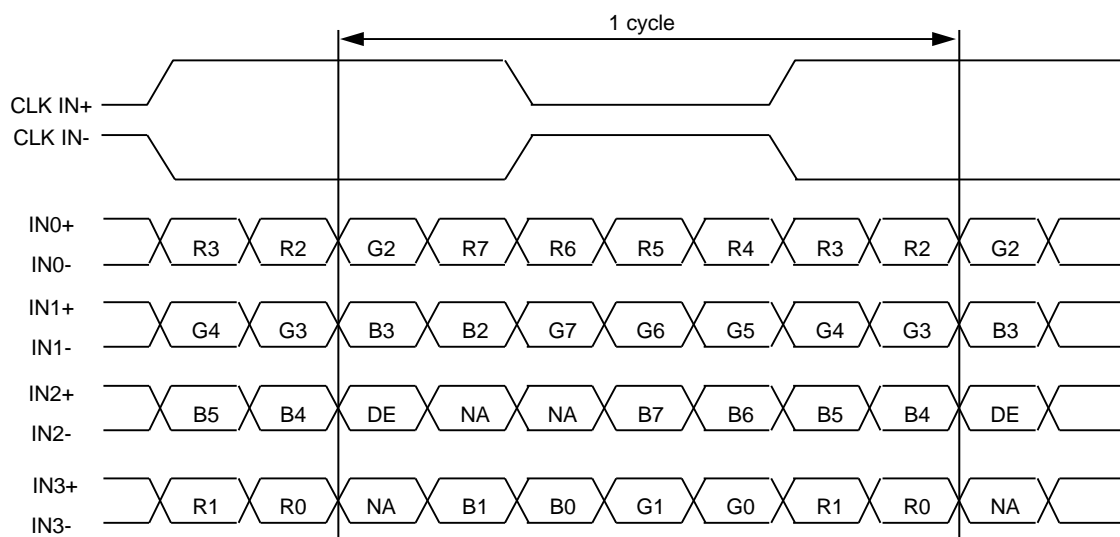 1 cycle
CLK IN+
CLK IN-
IN0+
R3 R2 G2 R7 R6 R5 R4 R3 R2 G2
IN0-
IN1+
G4 G3 B3 B2 G7 G6 G5 G4 G3 B3
IN1-
IN2+
B5 B4 DE NA NA B7 B6 B5 B4 DE
IN2-
IN3+
R1 R0 NA B1 B0 G1 G0 R1 R0 NA
IN3-